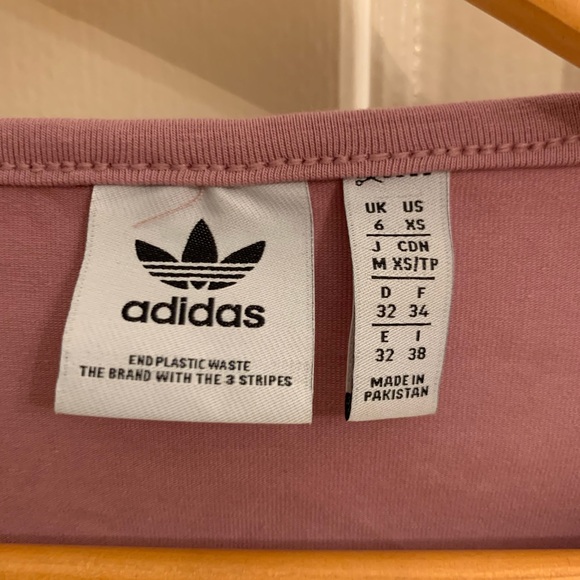 adidas
END PLASTIC WASTE
THE BRAND WITH THE 3 STRIPES
UK US
6 XS
J CDN
M XS/TP
D F
32 34
E I
32 38
MADE IN
PAKISTAN